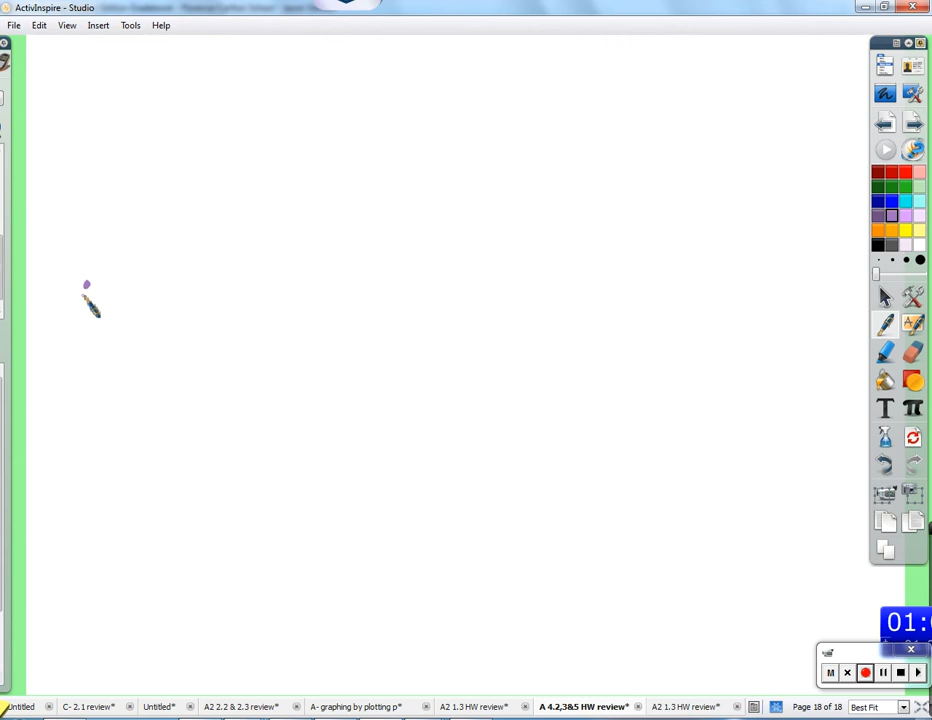 ActivInspire - Studio
File Edit View Insert Tools Help
01:
M
Untitled C- 2.1 review* Untitled* A2 2.2 & 2.3 review* A- graphing by plotting p* A2 1.3 HW review* A 4.2,3&5 HW review* A2 1.3 HW review* Page 18 of 18 Best Fit